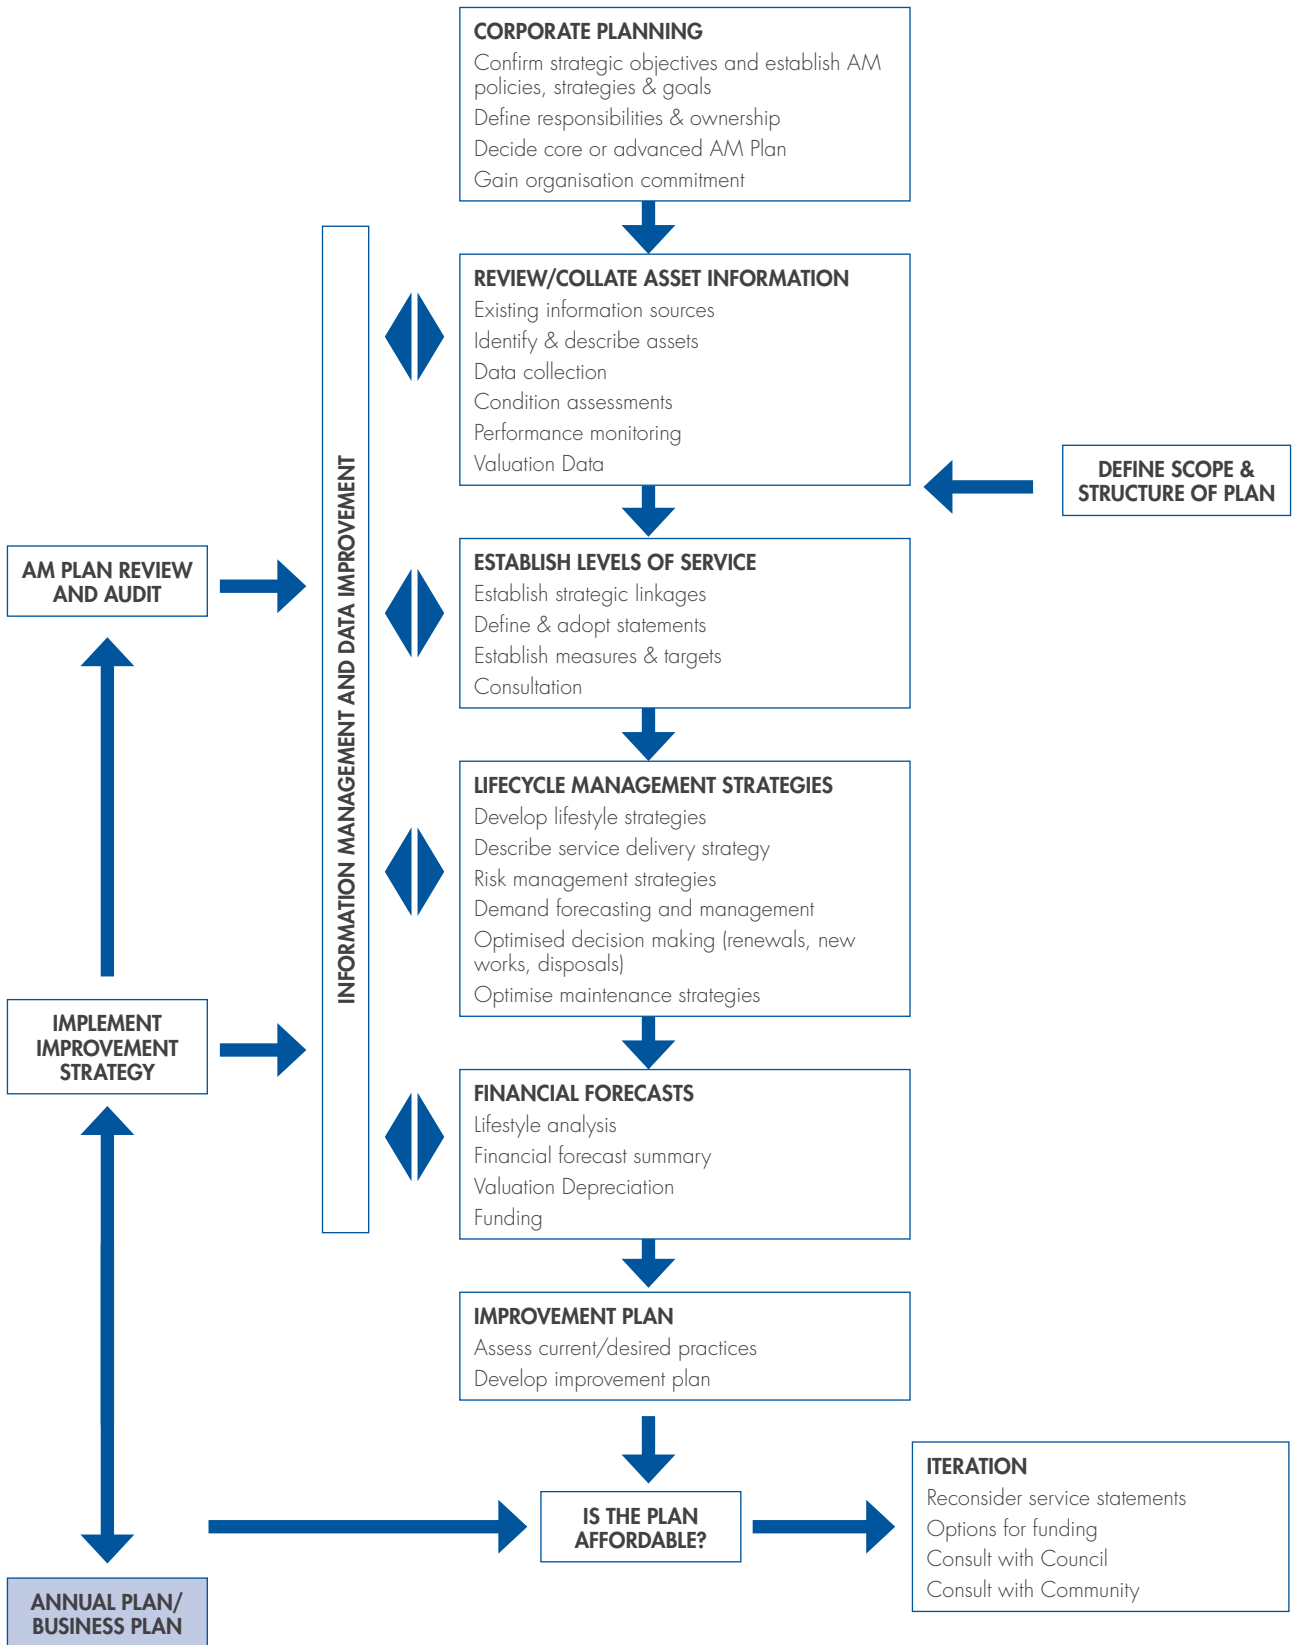 CORPORATE PLANNING
Confirm strategic objectives and establish AM
policies, strategies & goals
Define responsibilities & ownership
Decide core or advanced AM Plan
Gain organisation commitment
REVIEW/COLLATE ASSET INFORMATION
Existing information sources
Identify & describe assets
Data collection
Condition assessments
Performance monitoring
Valuation Data
DEFINE SCOPE &
STRUCTURE OF PLAN
INFORMATION MANAGEMENT AND DATA IMPROVEMENT
AM PLAN REVIEW
AND AUDIT
ESTABLISH LEVELS OF SERVICE
Establish strategic linkages
Define & adopt statements
Establish measures & targets
Consultation
LIFECYCLE MANAGEMENT STRATEGIES
Develop lifestyle strategies
Describe service delivery strategy
Risk management strategies
Demand forecasting and management
Optimised decision making (renewals, new
works, disposals)
Optimise maintenance strategies
IMPLEMENT
IMPROVEMENT
STRATEGY
FINANCIAL FORECASTS
Lifestyle analysis
Financial forecast summary
Valuation Depreciation
Funding
IMPROVEMENT PLAN
Assess current/desired practices
Develop improvement plan
IS THE PLAN
AFFORDABLE?
ITERATION
Reconsider service statements
Options for funding
Consult with Council
Consult with Community
ANNUAL PLAN/
BUSINESS PLAN